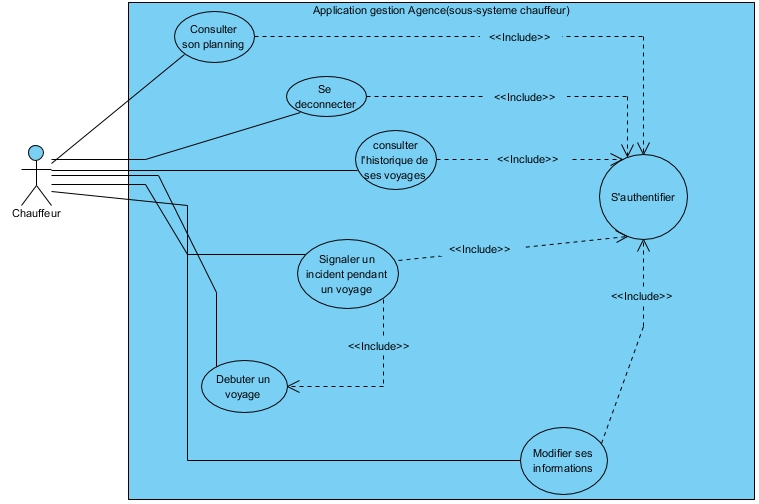 Application gestion Agence(sous-systeme chauffeur)
Consulter
son planning
<<Include>>
Se
deconnecter
<<Include>>
consulter
l'historique de
ses voyages
<<Include>>
S'authentifier
Chauffeur
Signaler un
incident pendant
un voyage
<<Include>>
<<Include>>
<<Include>>
Debuter un
voyage
Modifier ses
informations